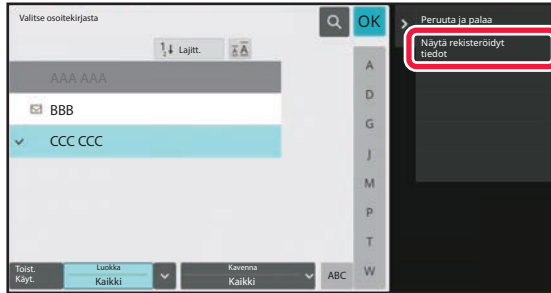 Valitse osoitekirjasta
OK
Peruuta ja palaa
Näytä rekisteröidyt
tiedot
Lajitt.
AAA AAA
BBB
CCC CCC
A
D
G
J
M
P
T
W
Toist.
Käyt.
Luokka
Kaikki
Kavenna
Kaikki
ABC